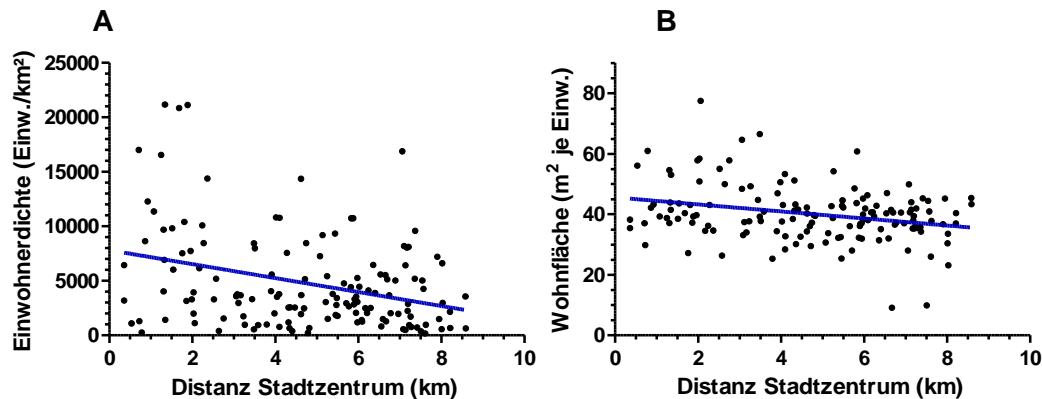 A
Einwohnerdichte (Einw./km²)
25000
20000
15000
10000
5000
0
0 2 4 6 8 10
Distanz Stadtzentrum (km)
B
Wohnfläche (m² je Einw.)
80
60
40
20
0
0 2 4 6 8 10
Distanz Stadtzentrum (km)